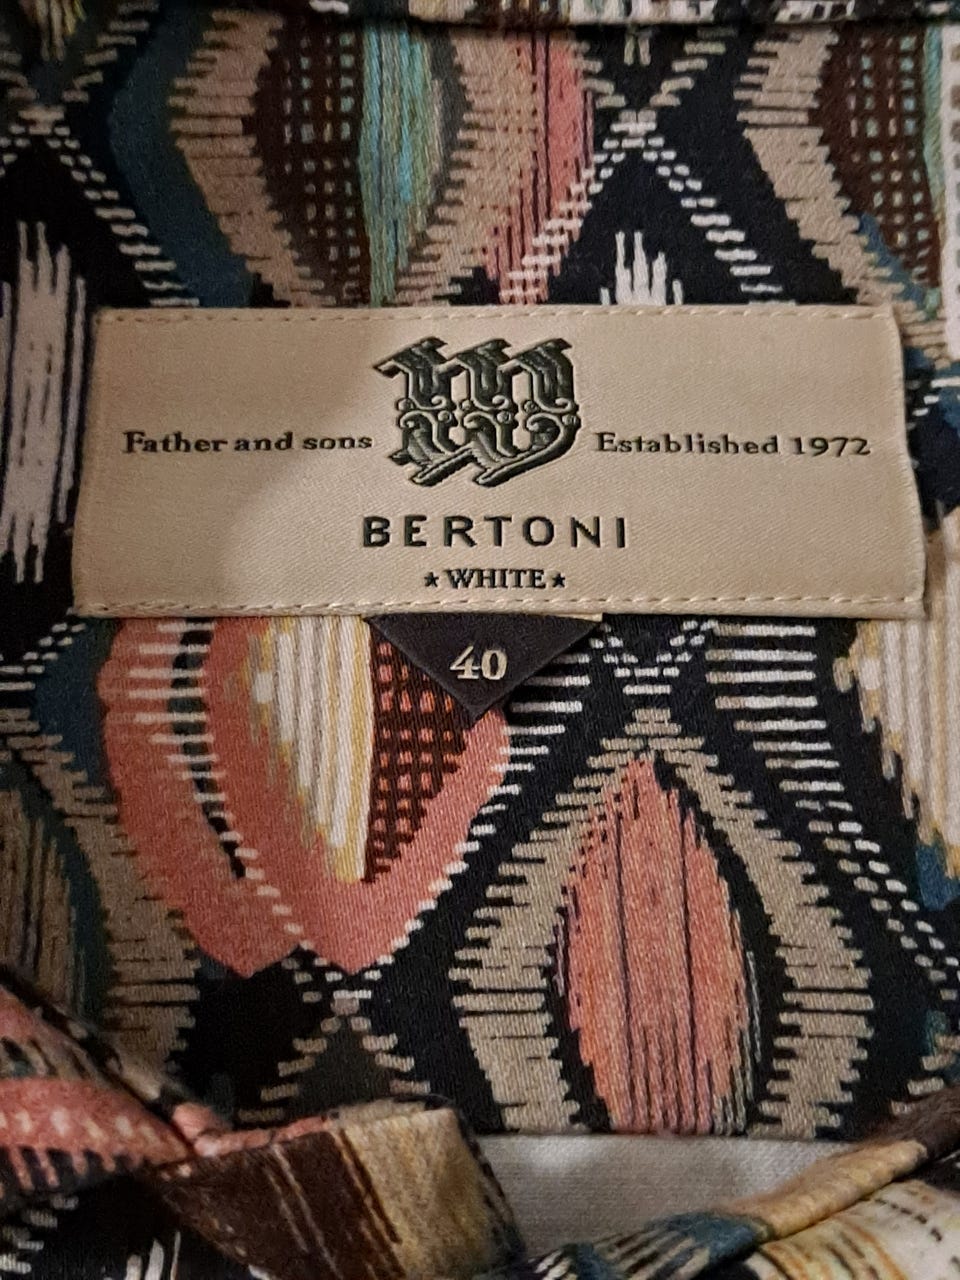 W
Father and sons Established 1972
BERTONI
★WHITE★
40